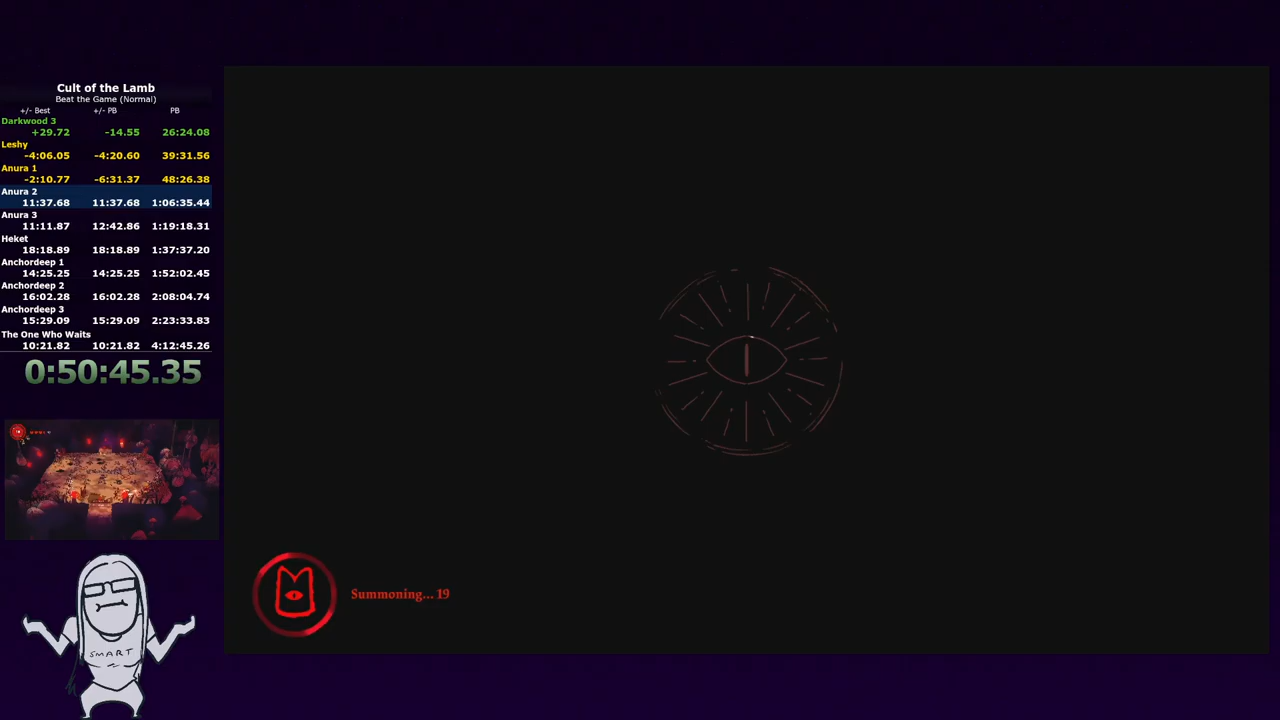 Cult of the Lamb
Beat the Game (Normal)
+/- Best +/- PB PB
Darkwood 3
+29.72 -14.55 26:24.08
Leshy
-4:06.05 -4:20.60 39:31.56
Anura 1
-2:10.77 -6:31.37 48:26.38
Anura 2
11:37.68 11:37.68 1:06:35.44
Anura 3
11:11.87 12:42.86 1:19:18.31
Heket
18:18.89 18:18.89 1:37:37.20
Anchordeep 1
14:25.25 14:25.25 1:52:02.45
Anchordeep 2
16:02.28 16:02.28 2:08:04.74
Anchordeep 3
15:29.09 15:29.09 2:23:33.83
The One Who Waits
10:21.82 10:21.82 4:12:45.26
0:50:45.35
Summoning... 19
SMART